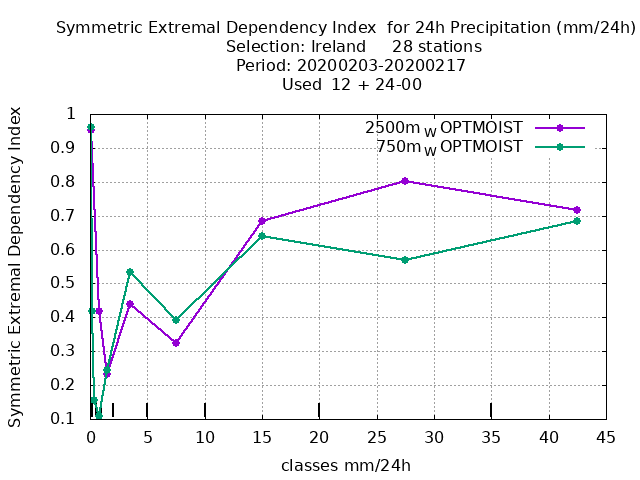 Symmetric Extremal Dependency Index  for 24h Precipitation (mm/24h)
Selection: Ireland     28 stations
Period: 20200203-20200217
Used  12 + 24-00
Symmetric Extremal Dependency Index
2500m W OPTMOIST
750m W OPTMOIST
1
0.9
0.8
0.7
0.6
0.5
0.4
0.3
0.2
0.1
0 5 10 15 20 25 30 35 40 45
classes mm/24h